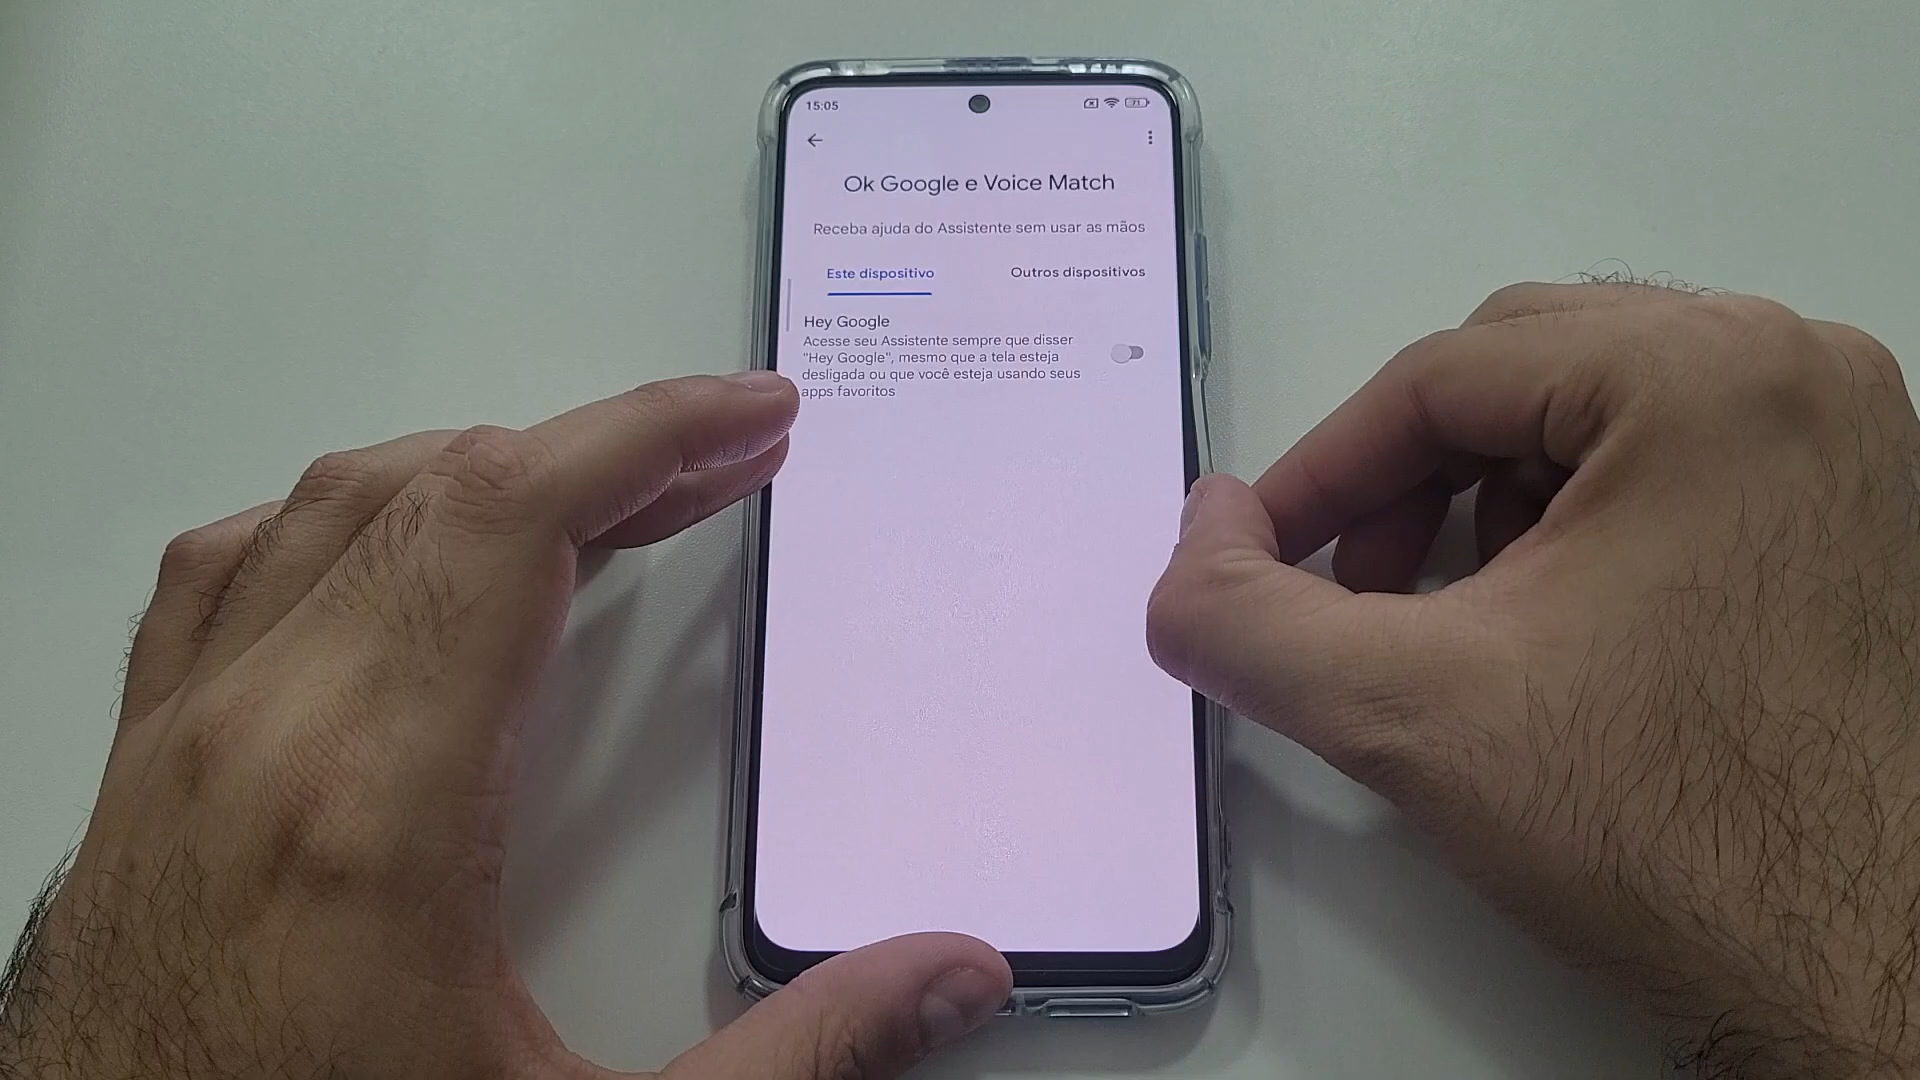 15:05
71
Ok Google e Voice Match
Receba ajuda do Assistente sem usar as mãos
Este dispositivo
Outros dispositivos
Hey Google
Acesse seu Assistente sempre que disser
"Hey Google", mesmo que a tela esteja
desligada ou que você esteja usando seus
apps favoritos